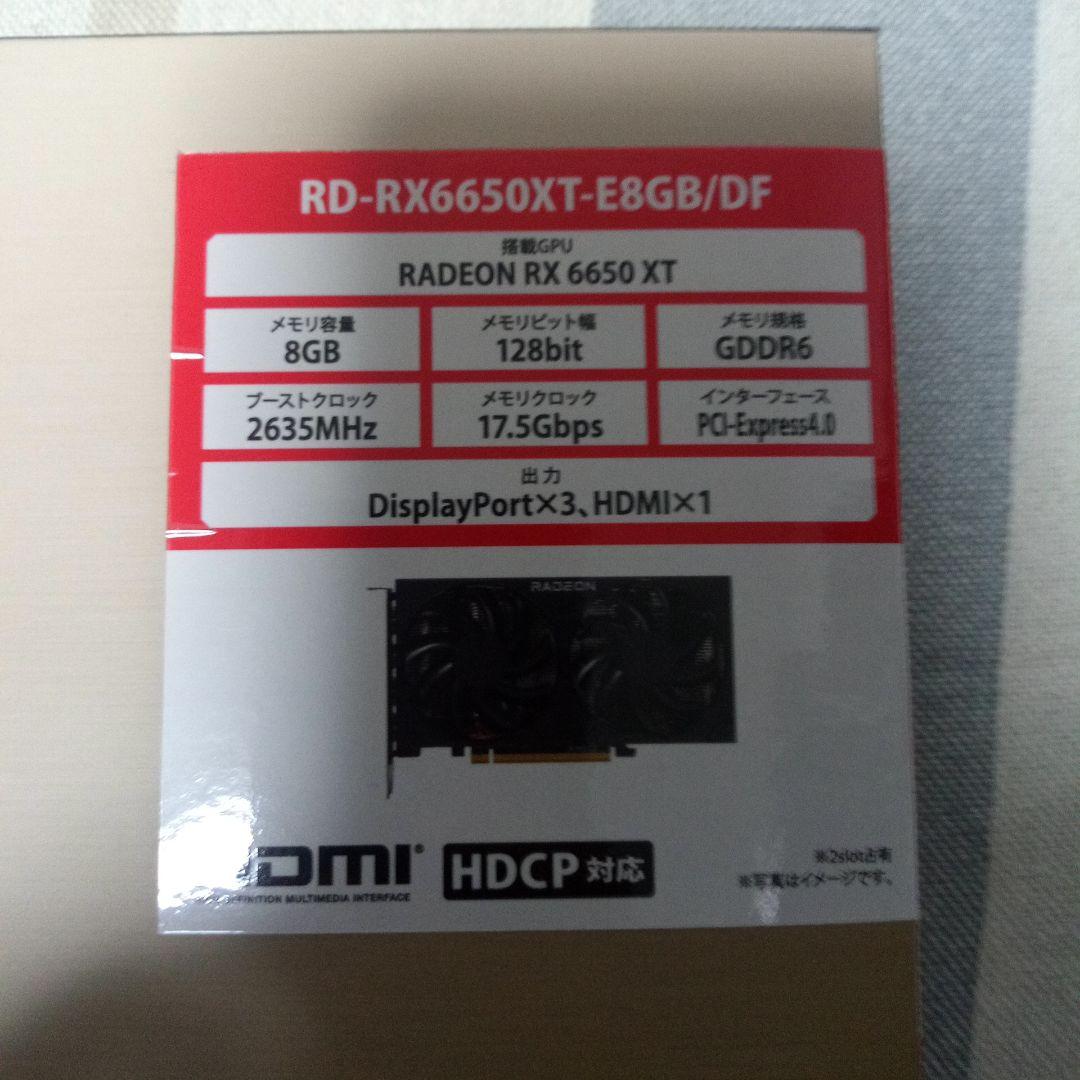 RD-RX6650XT-E8GB/DF
搭載GPU
RADEON RX 6650 XT
メモリ容量
8GB
メモリビット幅
128bit
メモリ規格
GDDR6
ブーストクロック
2635MHz
メモリクロック
17.5Gbps
インターフェース
PCI-Express4.0
出力
DisplayPort×3、HDMI×1
RADEON
HDMI
DEFINITION MULTIMEDIA INTERFACE
HDCP 対応
※2slot占有
※写真はイメージです。